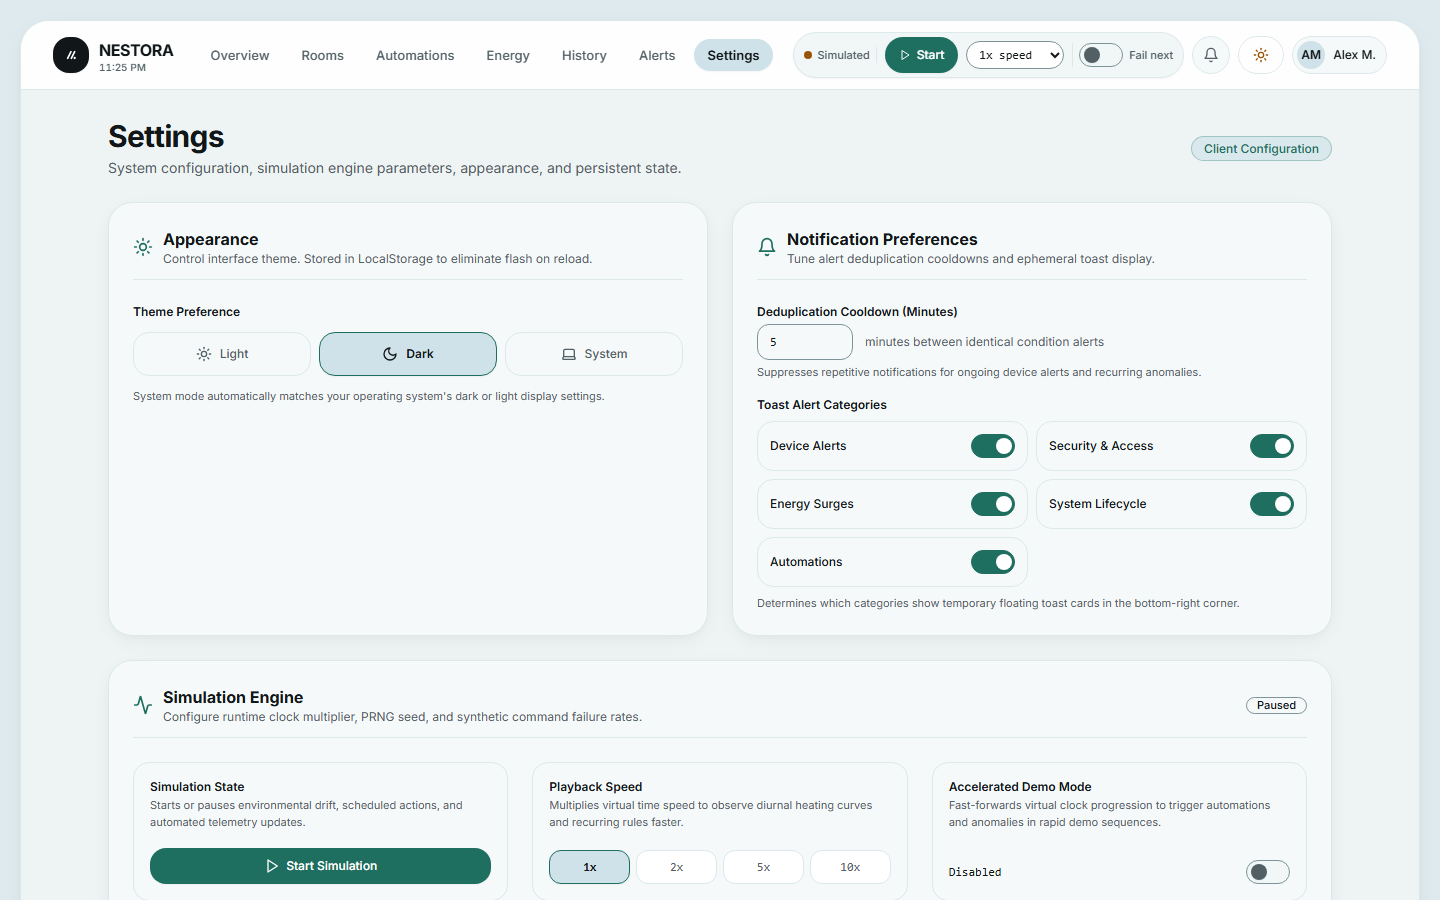 NESTORA
11:25 PM
Overview
Rooms
Automations
Energy
History
Alerts
Settings
Simulated
Start
1x speed
Fail next
AM
Alex M.
Settings
System configuration, simulation engine parameters, appearance, and persistent state.
Client Configuration
Appearance
Control interface theme. Stored in LocalStorage to eliminate flash on reload.
Theme Preference
Light
Dark
System
System mode automatically matches your operating system's dark or light display settings.
Notification Preferences
Tune alert deduplication cooldowns and ephemeral toast display.
Deduplication Cooldown (Minutes)
5
minutes between identical condition alerts
Suppresses repetitive notifications for ongoing device alerts and recurring anomalies.
Toast Alert Categories
Device Alerts
Security & Access
Energy Surges
System Lifecycle
Automations
Determines which categories show temporary floating toast cards in the bottom-right corner.
Simulation Engine
Configure runtime clock multiplier, PRNG seed, and synthetic command failure rates.
Paused
Simulation State
Starts or pauses environmental drift, scheduled actions, and
automated telemetry updates.
Start Simulation
Playback Speed
Multiplies virtual time speed to observe diurnal heating curves
and recurring rules faster.
1x
2x
5x
10x
Accelerated Demo Mode
Fast-forwards virtual clock progression to trigger automations
and anomalies in rapid demo sequences.
Disabled